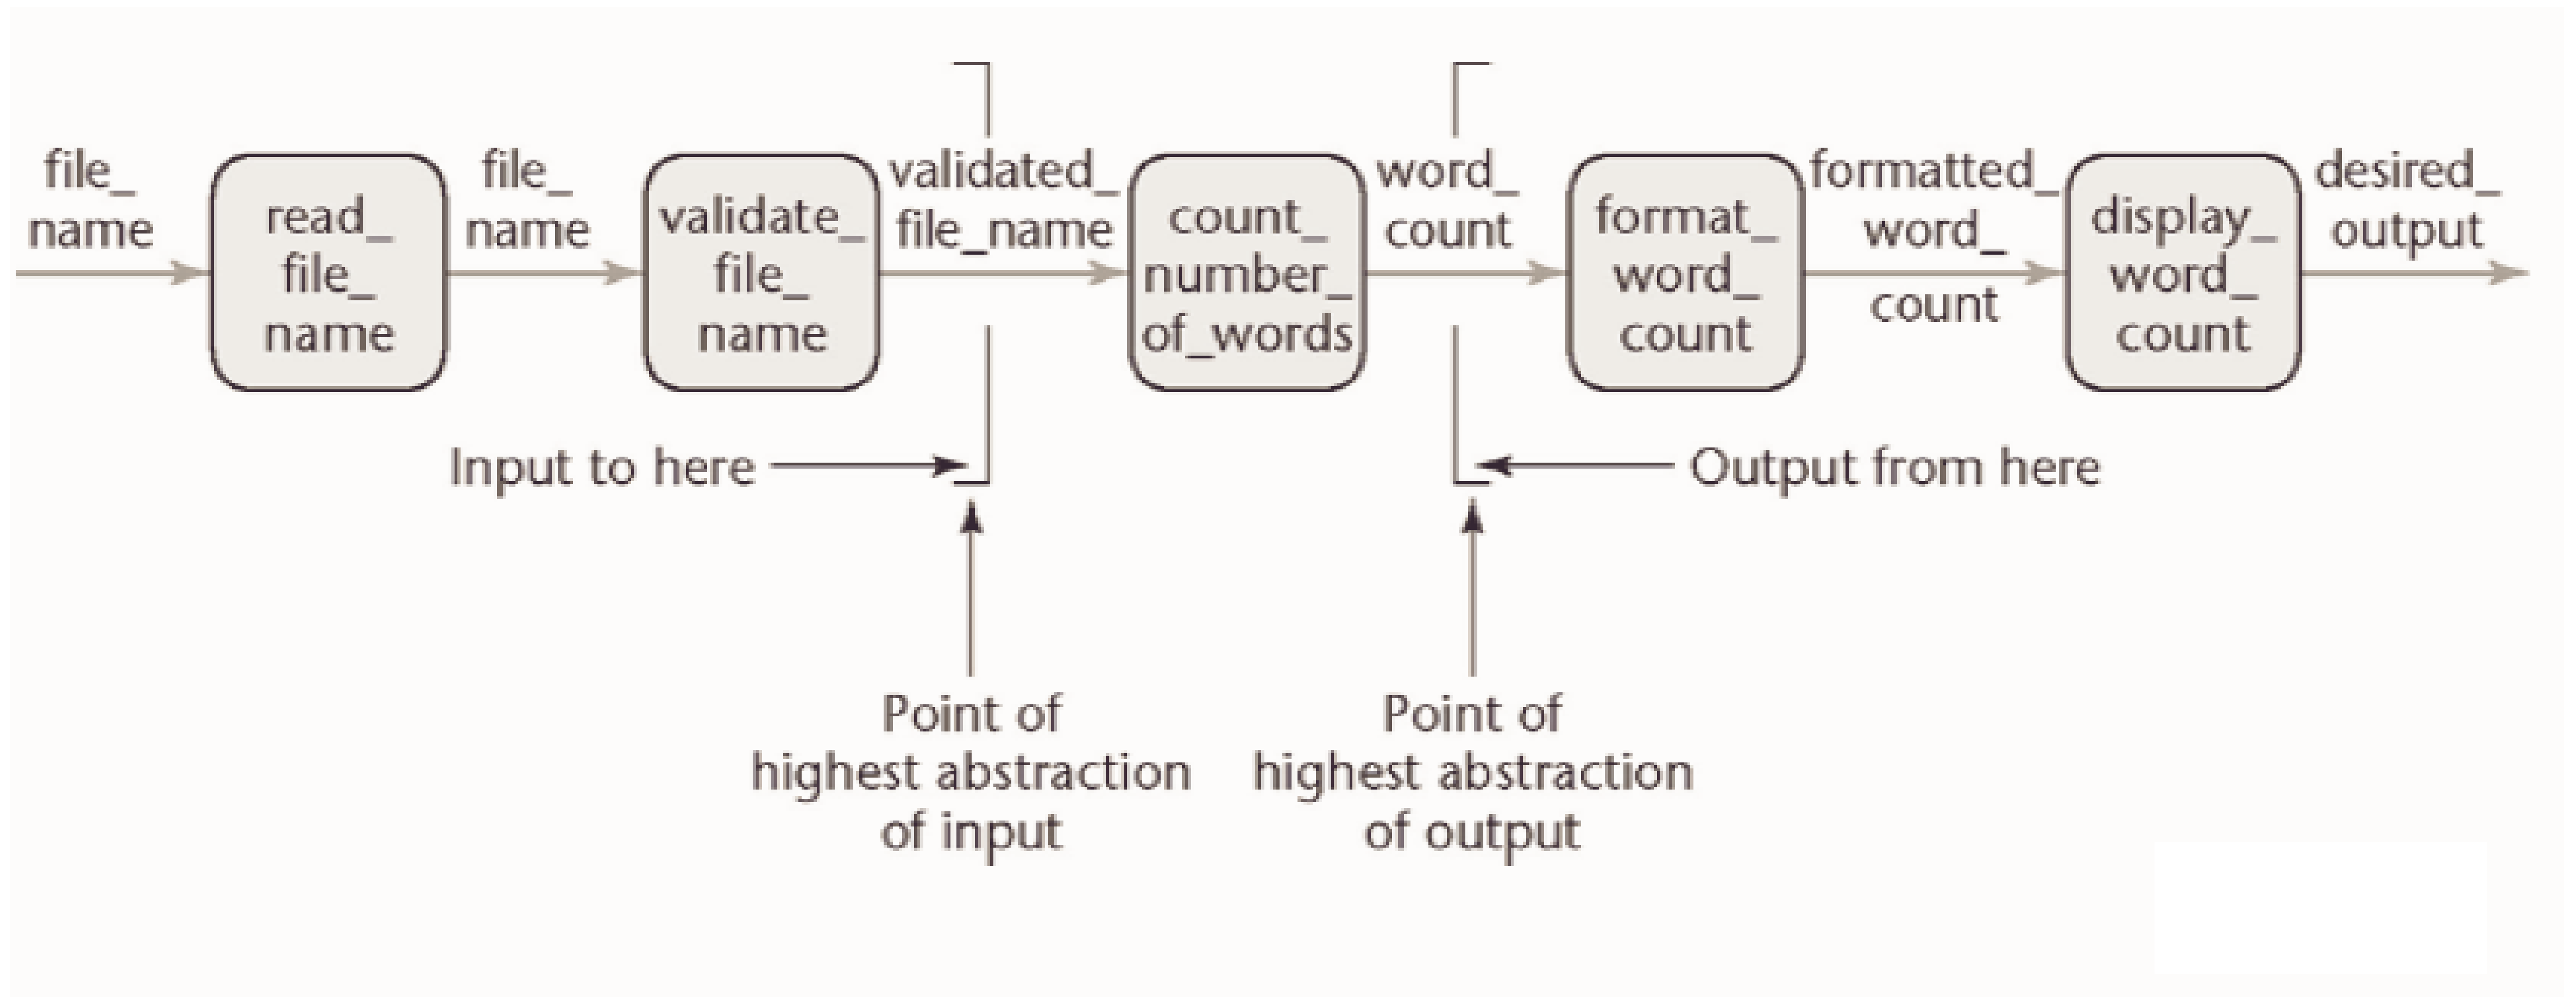 file_
name
read_
file_
name
file_
name
validate_
file_
name
validated_
file_name
count_
number_
of_words
word_
count
format_
word_
count
formatted_
word_
count
display_
word_
count
desired_
output
Input to here
Output from here
Point of
highest abstraction
of input
Point of
highest abstraction
of output